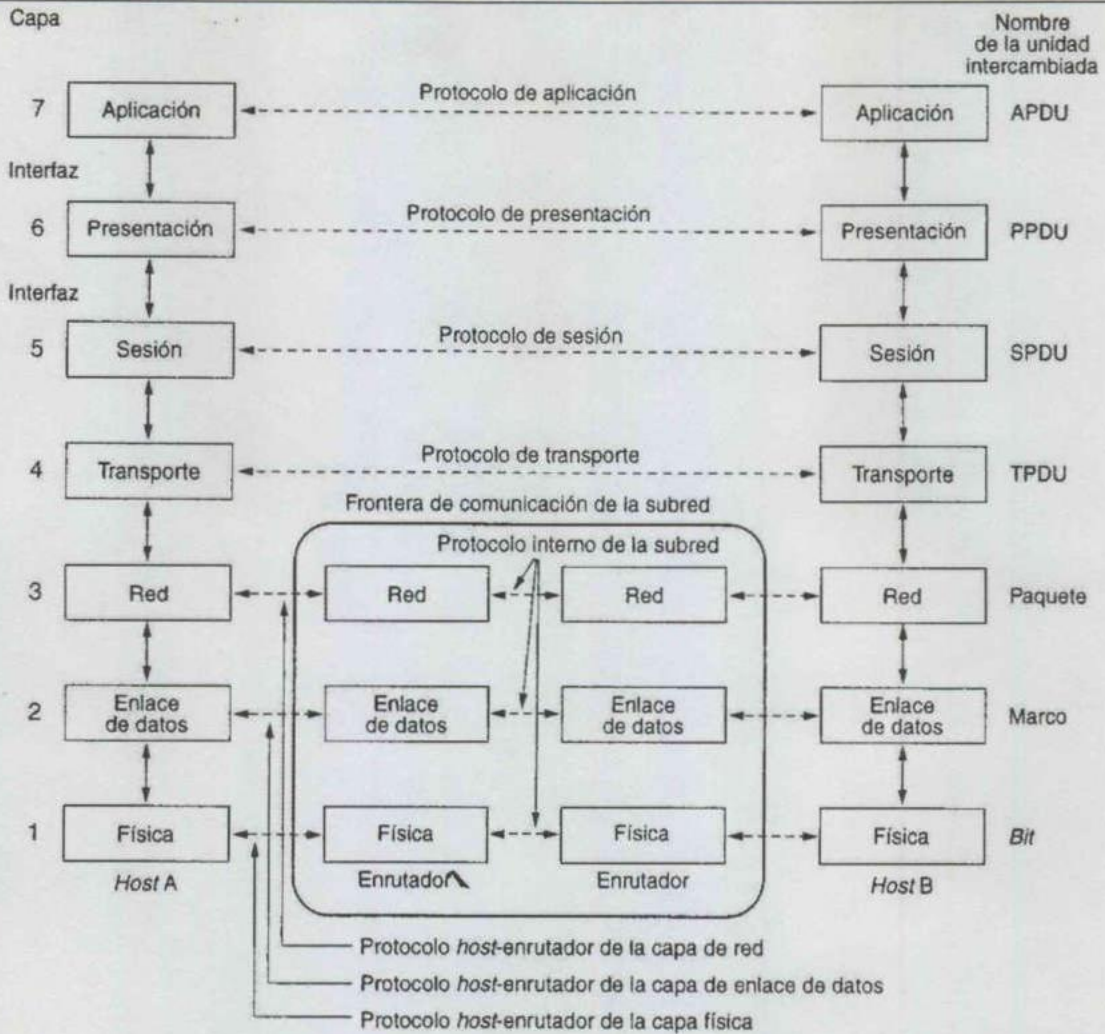 Capa
Nombre
de la unidad
intercambiada
7
Aplicación
Protocolo de aplicación
Aplicación
APDU
Interfaz
6
Presentación
Protocolo de presentación
Presentación
PPDU
Interfaz
5
Sesión
Protocolo de sesión
Sesión
SPDU
4
Transporte
Protocolo de transporte
Transporte
TPDU
Frontera de comunicación de la subred
Protocolo interno de la subred
3
Red
Red
Red
Red
Paquete
2
Enlace
de datos
Enlace
de datos
Enlace
de datos
Enlace
de datos
Marco
1
Física
Física
Física
Física
Bit
Host A
Enrutador
Enrutador
Host B
Protocolo host-enrutador de la capa de red
Protocolo host-enrutador de la capa de enlace de datos
Protocolo host-enrutador de la capa física